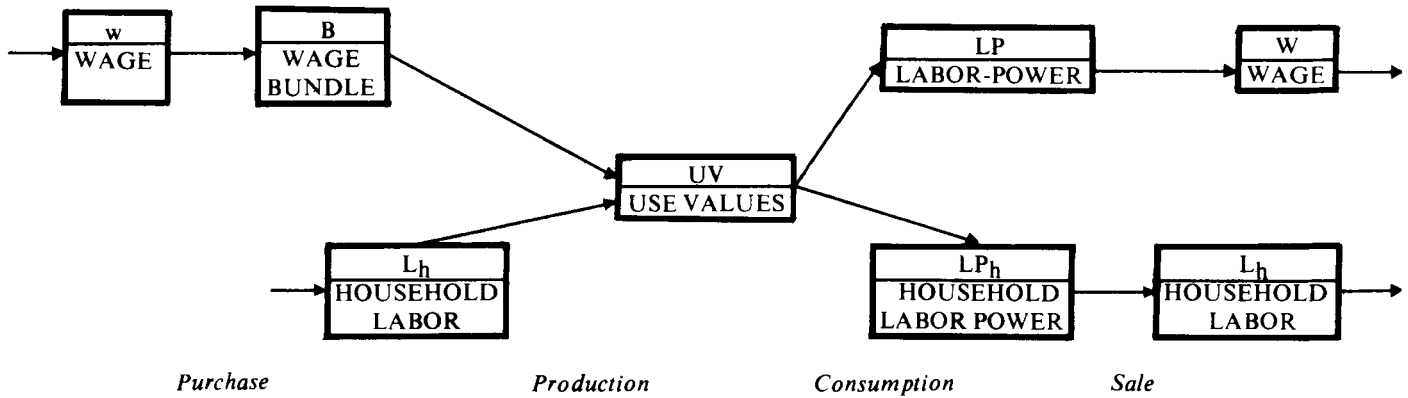 w
WAGE
B
WAGE
BUNDLE
LP
LABOR-POWER
W
WAGE
UV
USE VALUES
Lh
HOUSEHOLD
LABOR
LPh
HOUSEHOLD
LABOR POWER
Lh
HOUSEHOLD
LABOR
Purchase
Production
Consumption
Sale